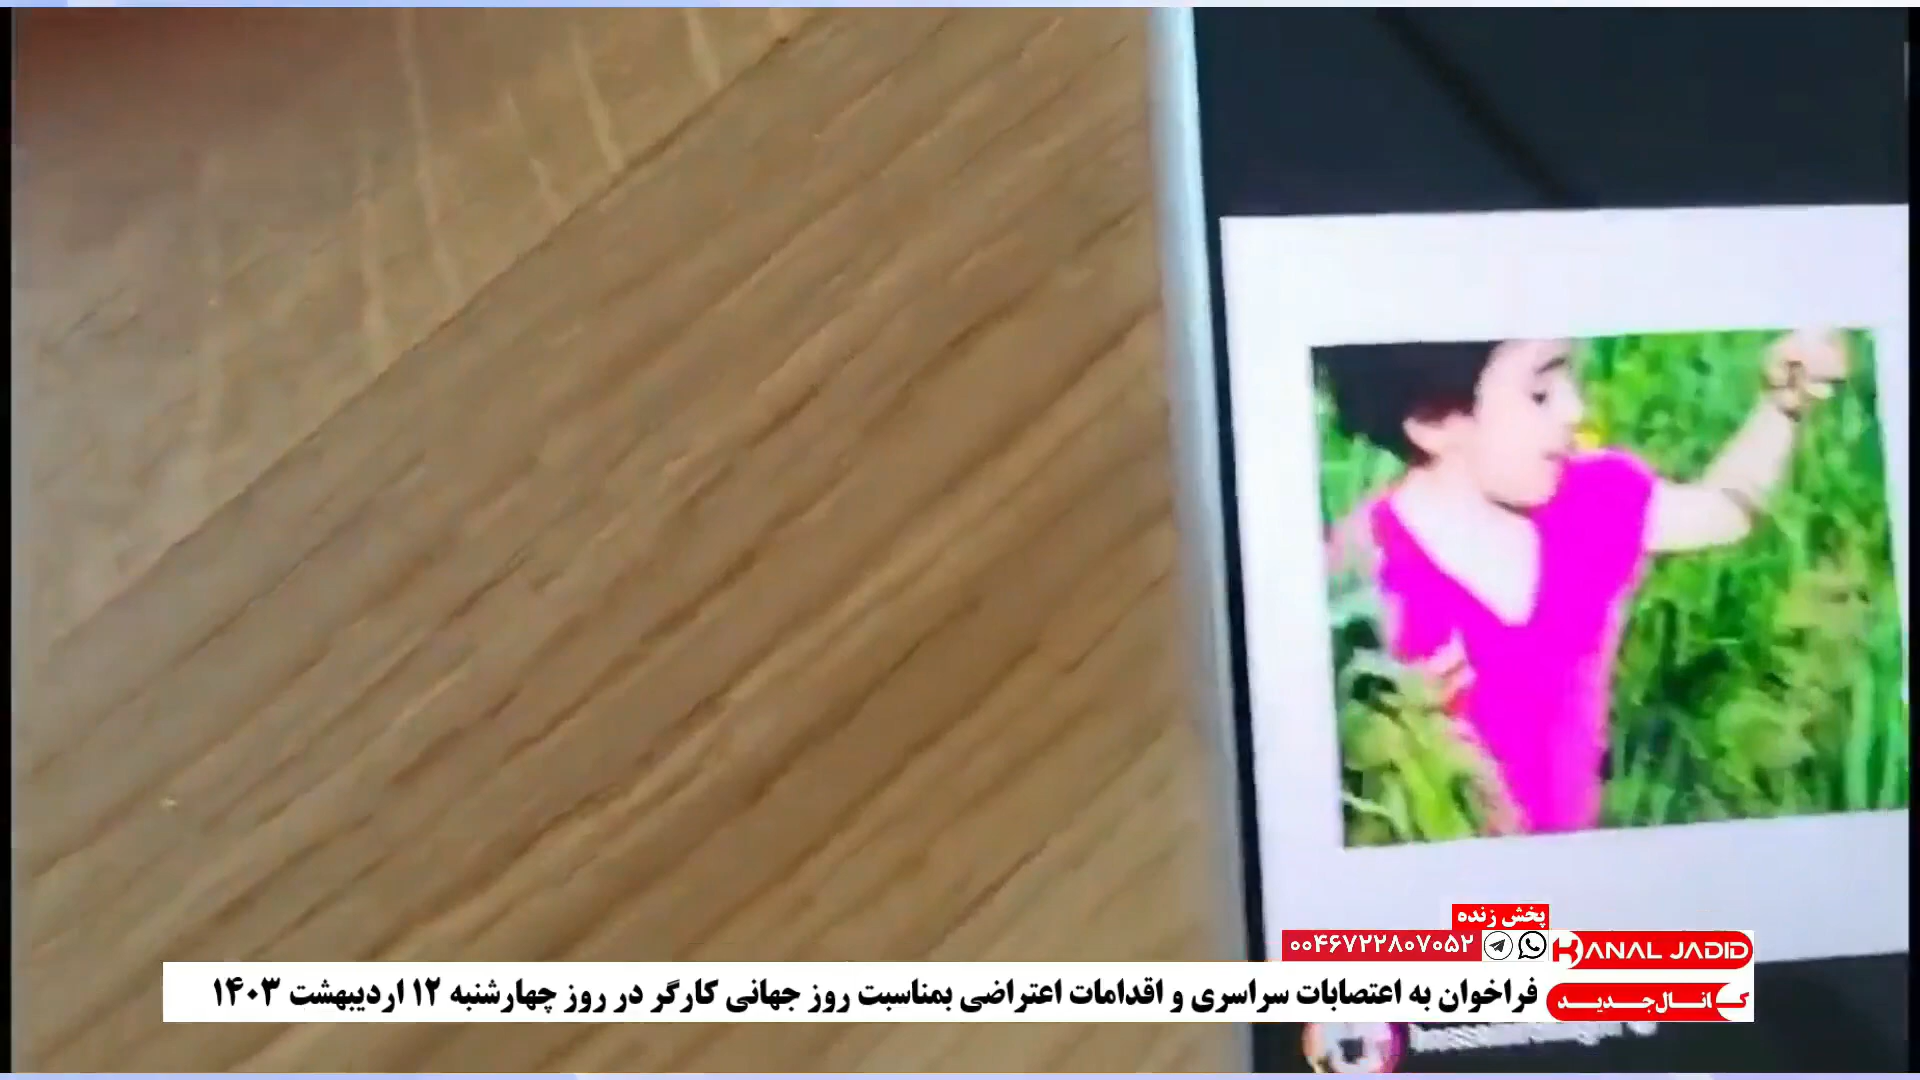 پخش زنده
۰۰۴۶۷۲۲۸۰۷۰۵۲
KANAL JADID
فراخوان به اعتصابات سراسری و اقدامات اعتراضی بمناسبت روز جهانی کارگر در روز چهارشنبه ۱۲ اردیبهشت ۱۴۰۳
کانال جدید